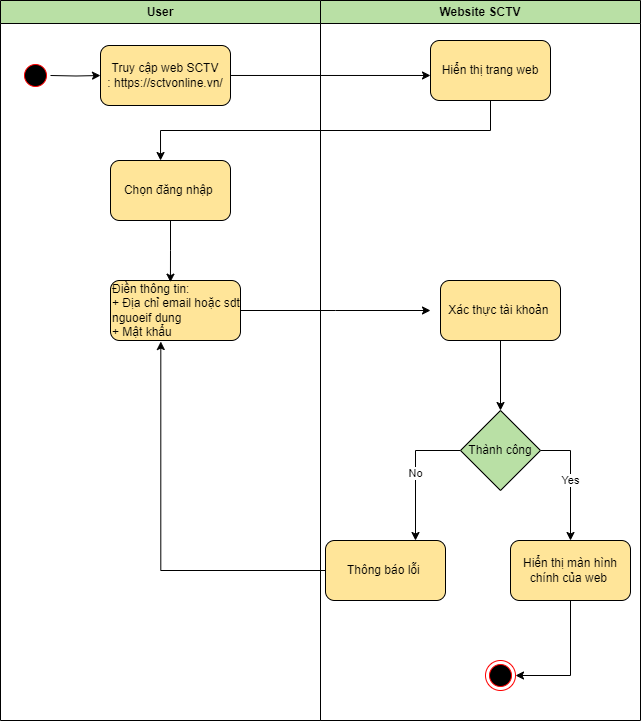 User
Website SCTV
Truy cập web SCTV
: https://sctvonline.vn/
Hiển thị trang web
Chọn đăng nhập
Điền thông tin:
+ Địa chỉ email hoặc sdt
nguoeif dung
+ Mật khẩu
Xác thực tài khoản
Thành công
No
Yes
Thông báo lỗi
Hiển thị màn hình
chính của web